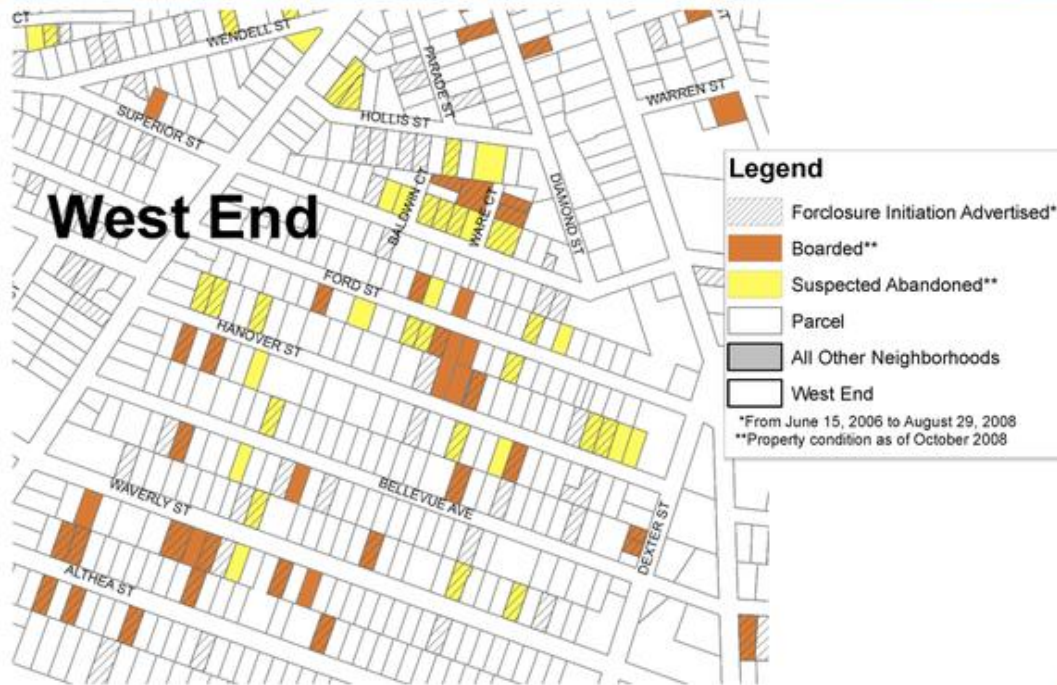 CT
WENDELL ST
PARADE ST
ST
WARREN ST
SUPERIOR ST
HOLLIS ST
West End
BALDWIN CT
WARE CT
DIAMOND ST
FORD ST
HANOVER ST
BELLEVUE AVE
WAVERLY ST
DEXTER ST
ALTHEA ST
Legend
Forclosure Initiation Advertised*
Boarded**
Suspected Abandoned**
Parcel
All Other Neighborhoods
West End
*From June 15, 2006 to August 29, 2008
**Property condition as of October 2008